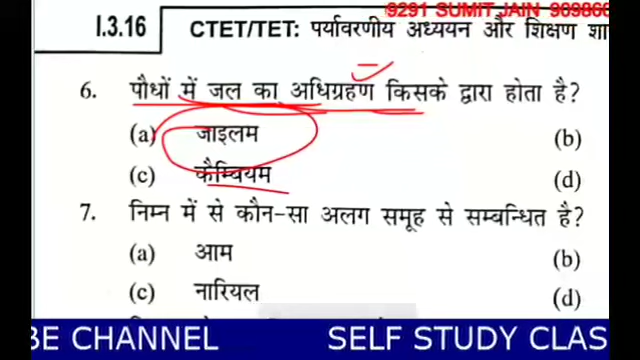 9291 SUMIT JAIN 909866
I.3.16 CTET/TET: पर्यावरणीय अध्ययन और शिक्षण शा
6. पौधों में जल का अधिग्रहण किसके द्वारा होता है?
(a) जाइलम (b)
(c) कैम्बियम (d)
7. निम्न में से कौन-सा अलग समूह से सम्बन्धित है?
(a) आम (b)
(c) नारियल (d)
BE CHANNEL SELF STUDY CLAS